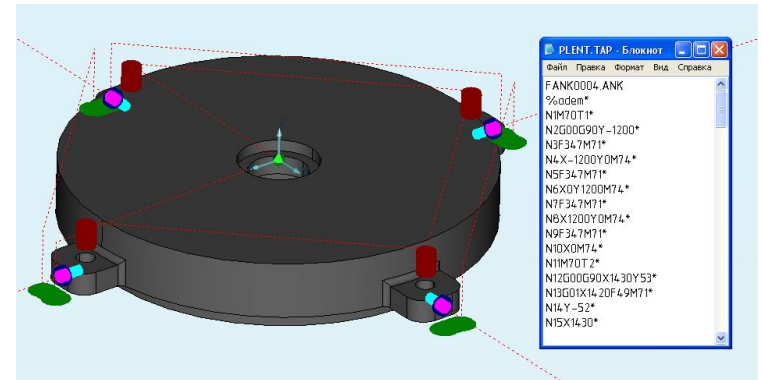 PLENT.TAP - Блокнот
Файл Правка Формат Вид Справка
FANK0004.ANK
%adem*
N1M70T1*
N2G00G90Y-1200*
N3F347M71*
N4X-1200Y0M74*
N5F347M71*
N6X0Y1200M74*
N7F347M71*
N8X1200Y0M74*
N9F347M71*
N10X0M74*
N11M70T2*
N12G00G90X1430Y53*
N13G01X1420F49M71*
N14Y-52*
N15X1430*